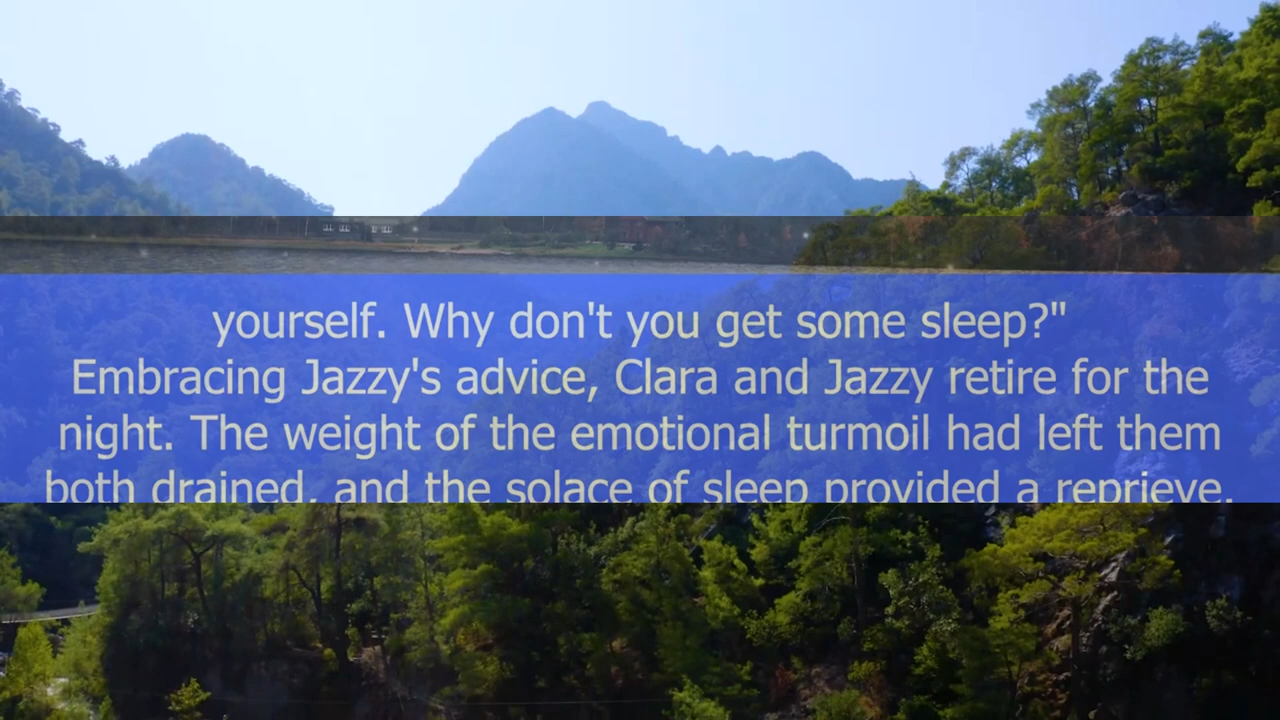 yourself. Why don't you get some sleep?"
Embracing Jazzy's advice, Clara and Jazzy retire for the
night. The weight of the emotional turmoil had left them
both drained, and the solace of sleep provided a reprieve.